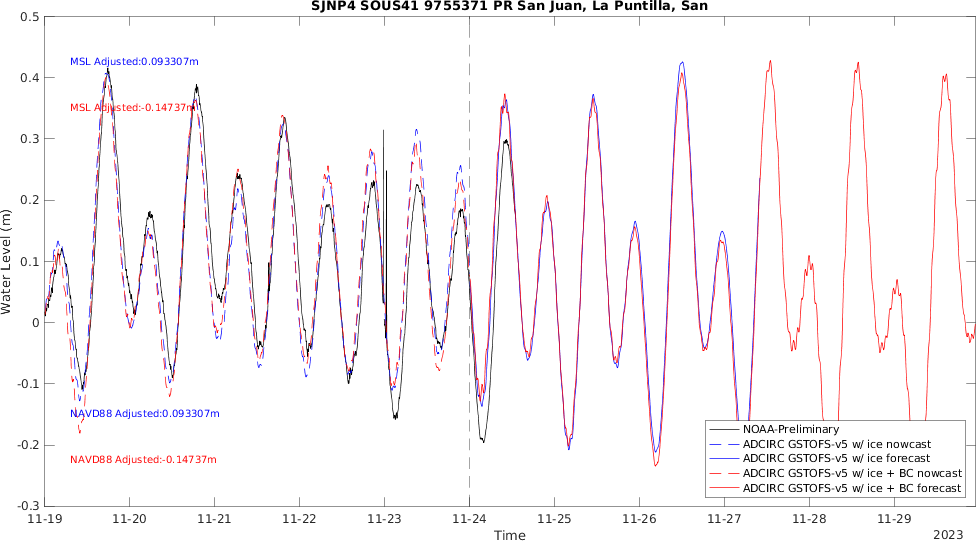 SJNP4 SOUS41 9755371 PR San Juan, La Puntilla, San
0.5
MSL Adjusted:0.093307m
0.4
MSL Adjusted:-0.14737m
0.3
0.2
0.1
0
-0.1
-0.2
-0.3
Water Level (m)
NAVD88 Adjusted:0.093307m
NAVD88 Adjusted:-0.14737m
NOAA-Preliminary
ADCIRC GSTOFS-v5 w/ ice nowcast
ADCIRC GSTOFS-v5 w/ ice forecast
ADCIRC GSTOFS-v5 w/ ice + BC nowcast
ADCIRC GSTOFS-v5 w/ ice + BC forecast
11-19 11-20 11-21 11-22 11-23 11-24 11-25 11-26 11-27 11-28 11-29
Time
2023